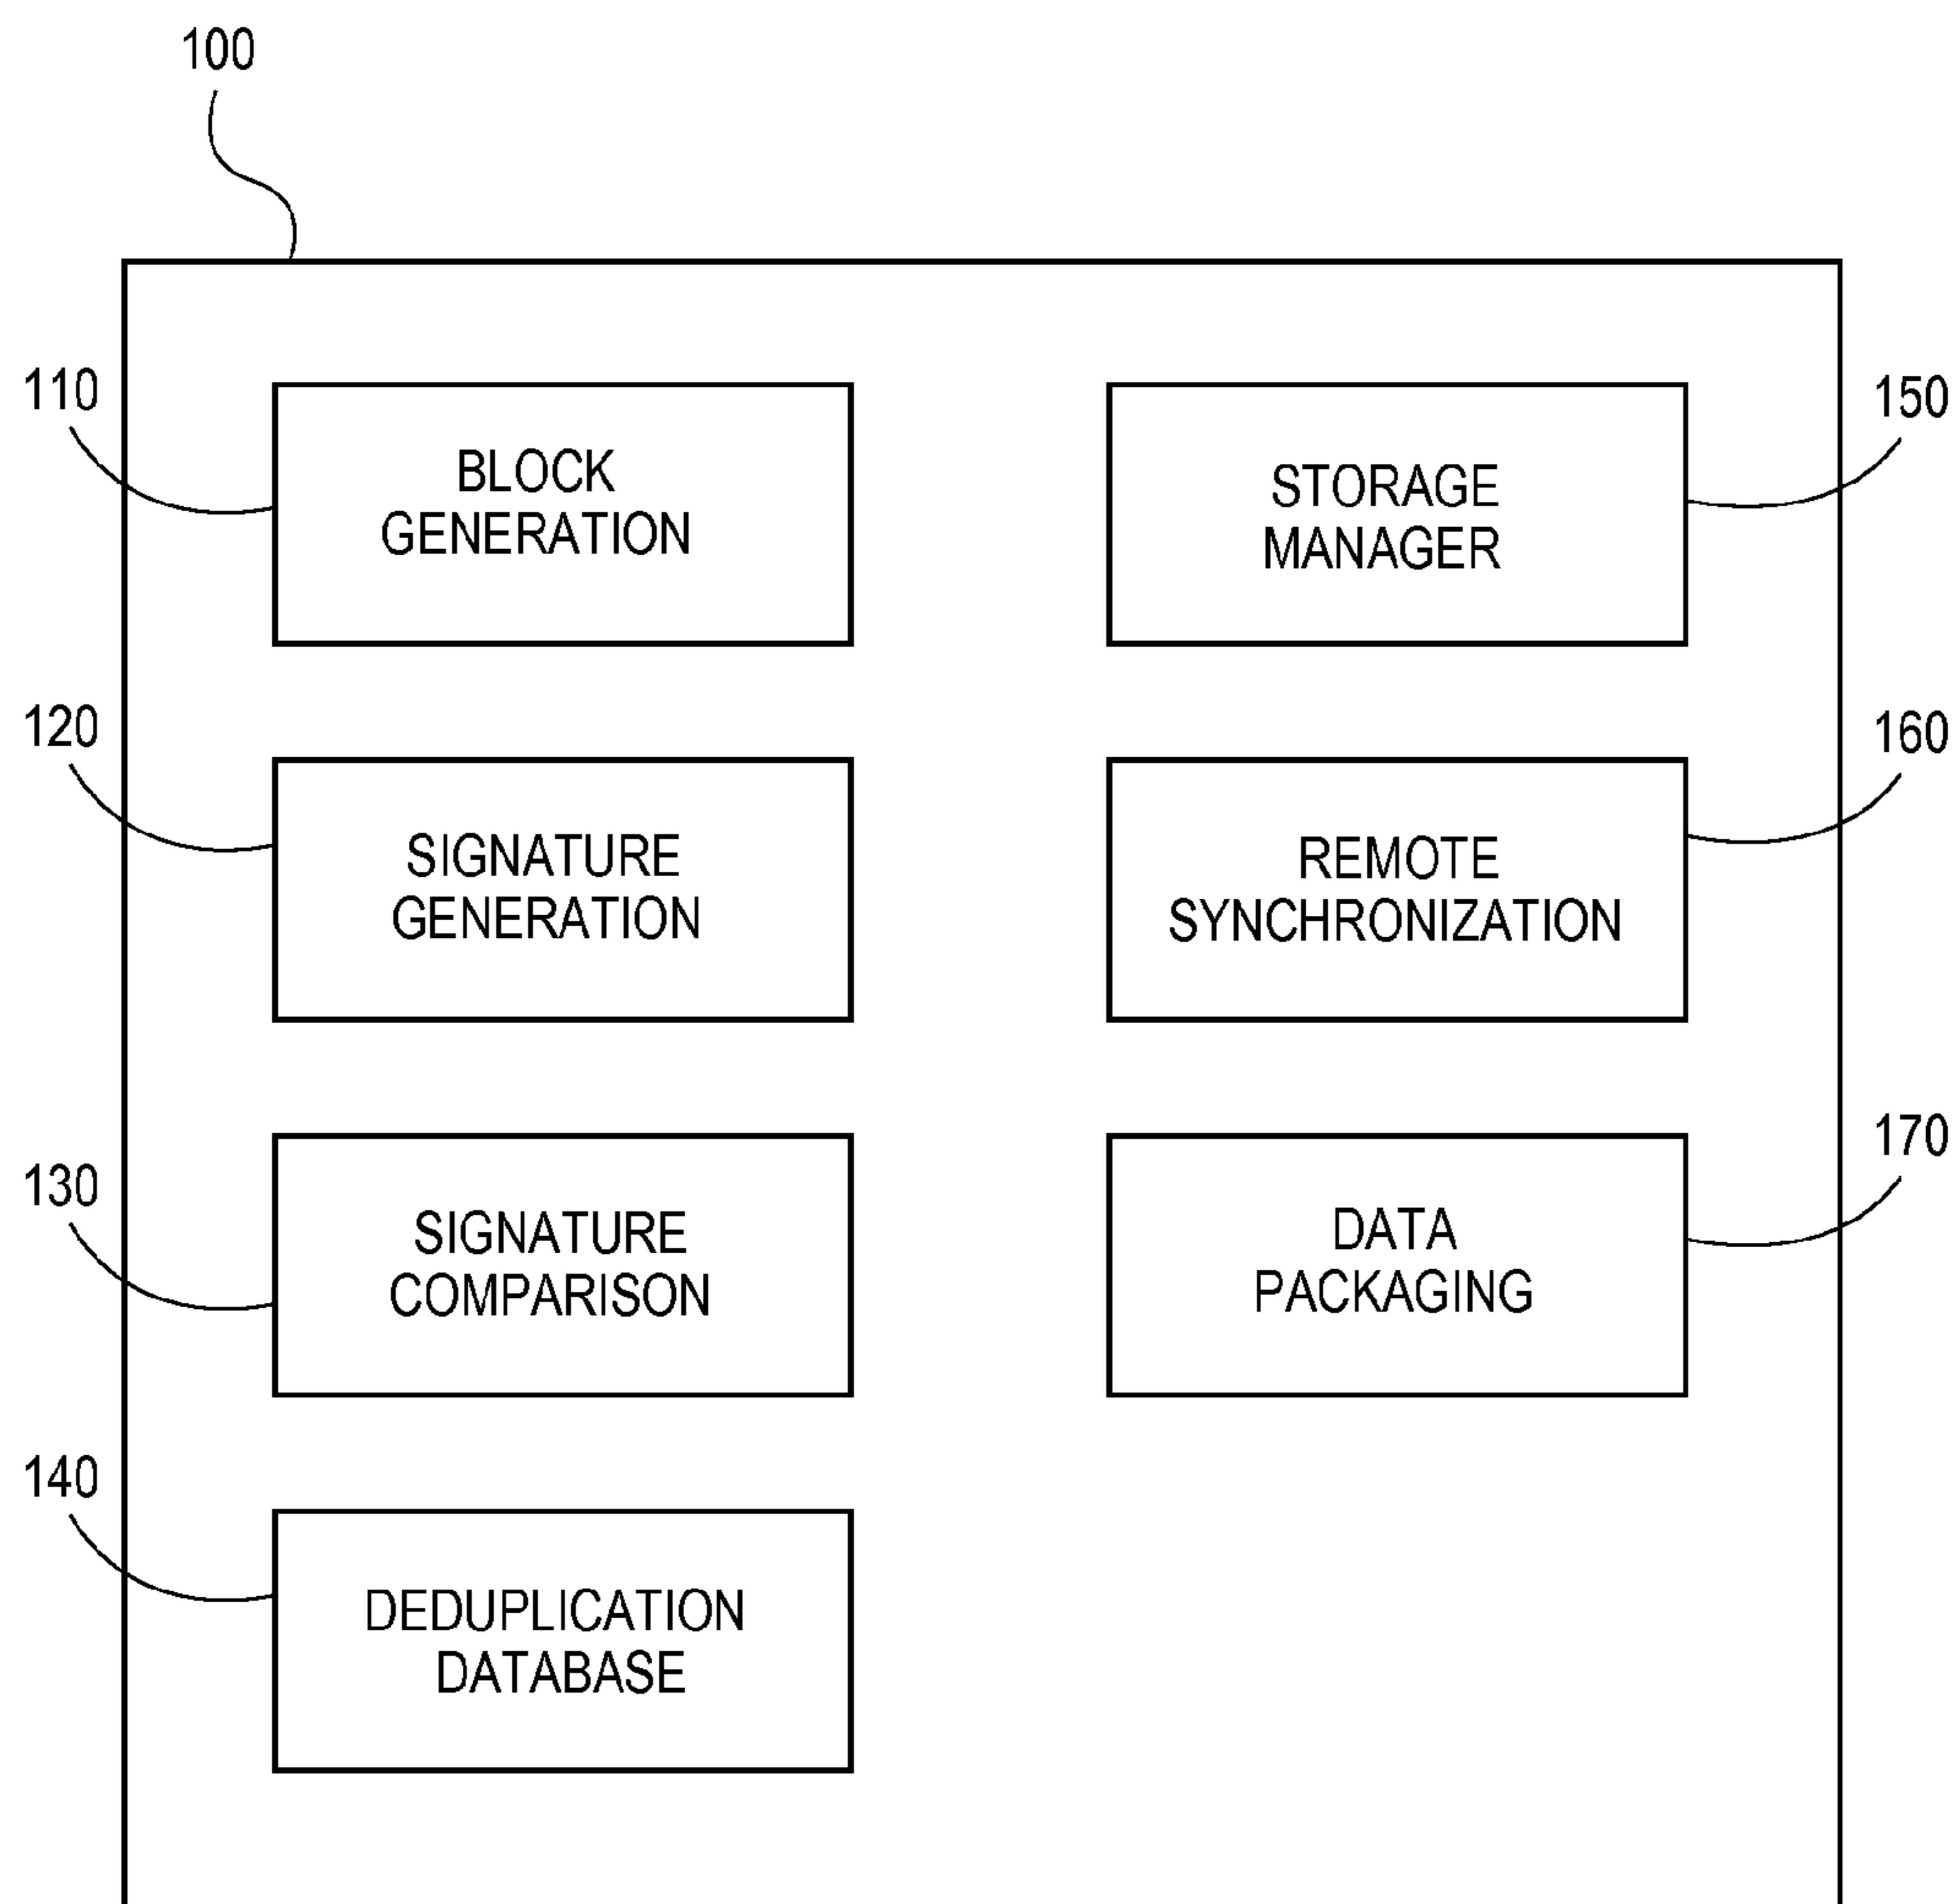 100
110
BLOCK
GENERATION
120
SIGNATURE
GENERATION
130
SIGNATURE
COMPARISON
140
DEDUPLICATION
DATABASE
150
STORAGE
MANAGER
160
REMOTE
SYNCHRONIZATION
170
DATA
PACKAGING